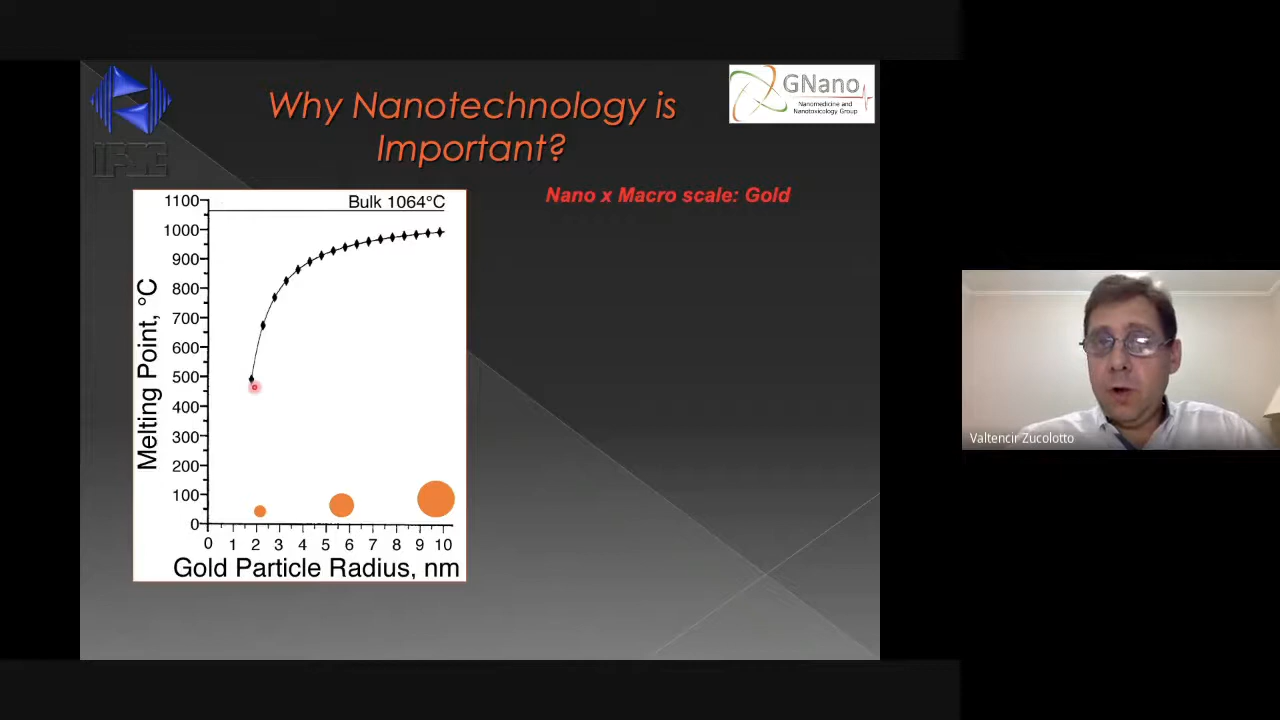 Why Nanotechnology is
Important?
GNano
Nanomedicine and
Nanotoxicology Group
IFSC
Nano x Macro scale: Gold
Bulk 1064°C
1100
1000
900
800
700
600
500
400
300
200
100
0
Melting Point, °C
0 1 2 3 4 5 6 7 8 9 10
Gold Particle Radius, nm
Valtencir Zucolotto